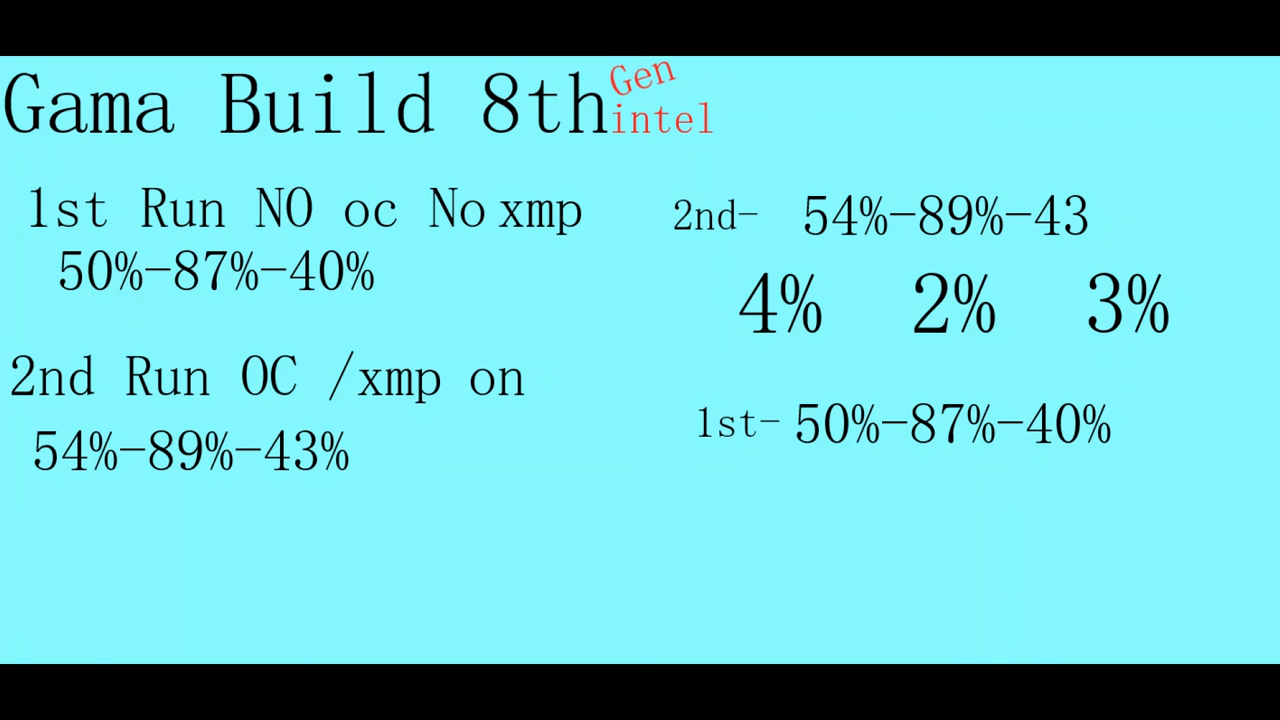 Gama Build 8th Gen intel
1st Run NO oc No xmp
50%-87%-40%
2nd Run OC /xmp on
54%-89%-43%
2nd- 54%-89%-43
4% 2% 3%
1st- 50%-87%-40%